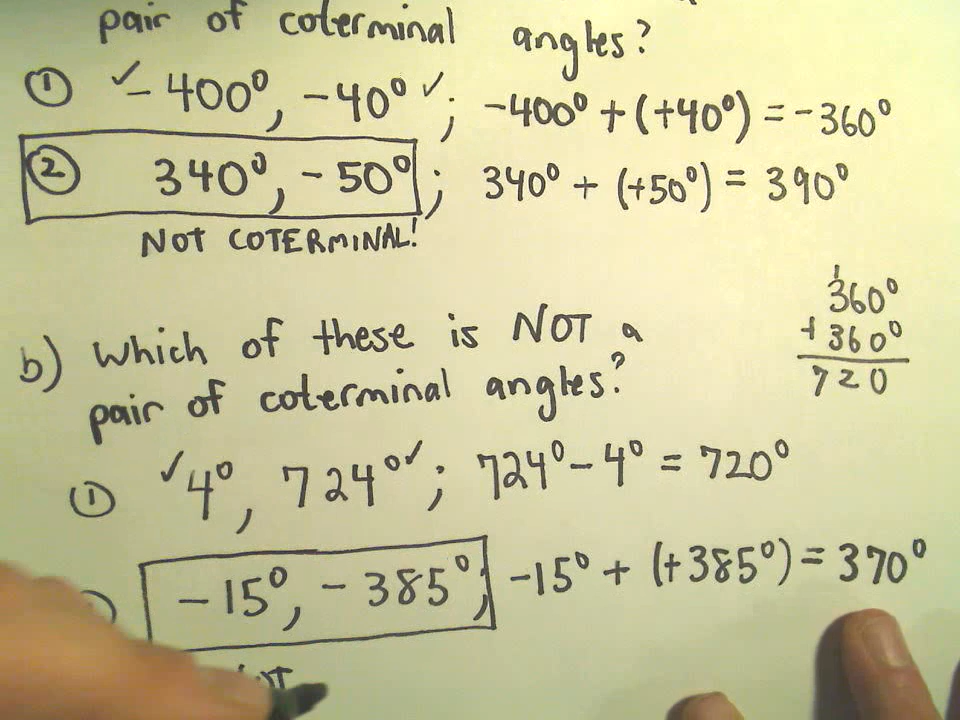 pair of coterminal angles?
① ✓ -400°, -40° ✓ ; -400° + (+40°) = -360°
② 340°, -50° ; 340° + (+50°) = 390°
NOT COTERMINAL!
360°
+ 360°
720
b) Which of these is NOT a
pair of coterminal angles?
① ✓ 4°, 724° ✓ ; 724° - 4° = 720°
-15°, -385° ; -15° + (+385°) = 370°